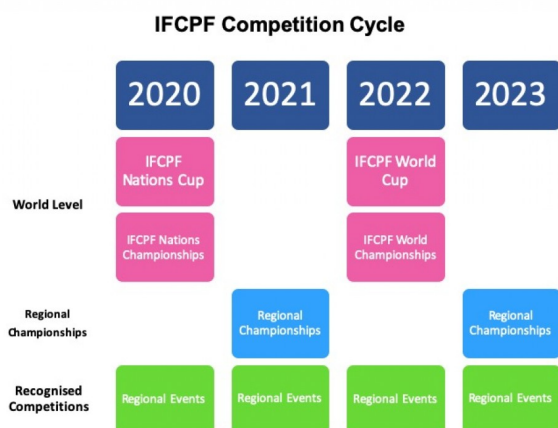 IFCPF Competition Cycle
2020 2021 2022 2023
World Level
IFCPF
Nations Cup
IFCPF World
Cup
IFCPF Nations
Championships
IFCPF World
Championships
Regional
Championships
Regional
Championships
Regional
Championships
Recognised
Competitions
Regional Events Regional Events Regional Events Regional Events